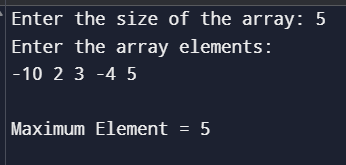 Enter the size of the array: 5
Enter the array elements:
-10 2 3 -4 5
Maximum Element = 5